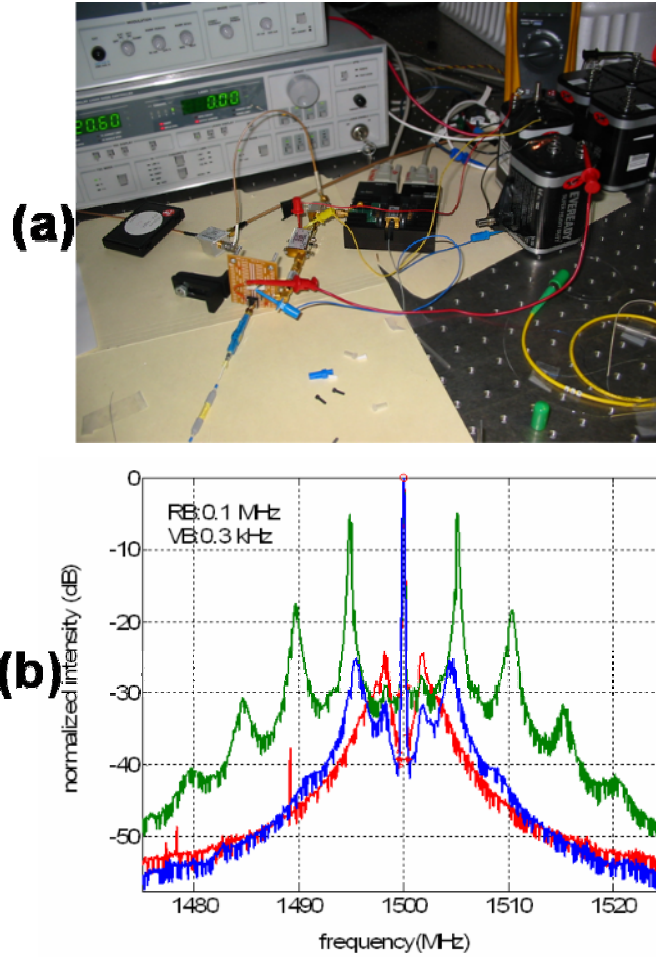 20.60
0.00
(a)
EVEREADY
0
RB:0.1 MHz
VB:0.3 kHz
-10
-20
(b)
normalized intensity (dB)
-30
-40
-50
1480
1490
1500
1510
1520
frequency(MHz)